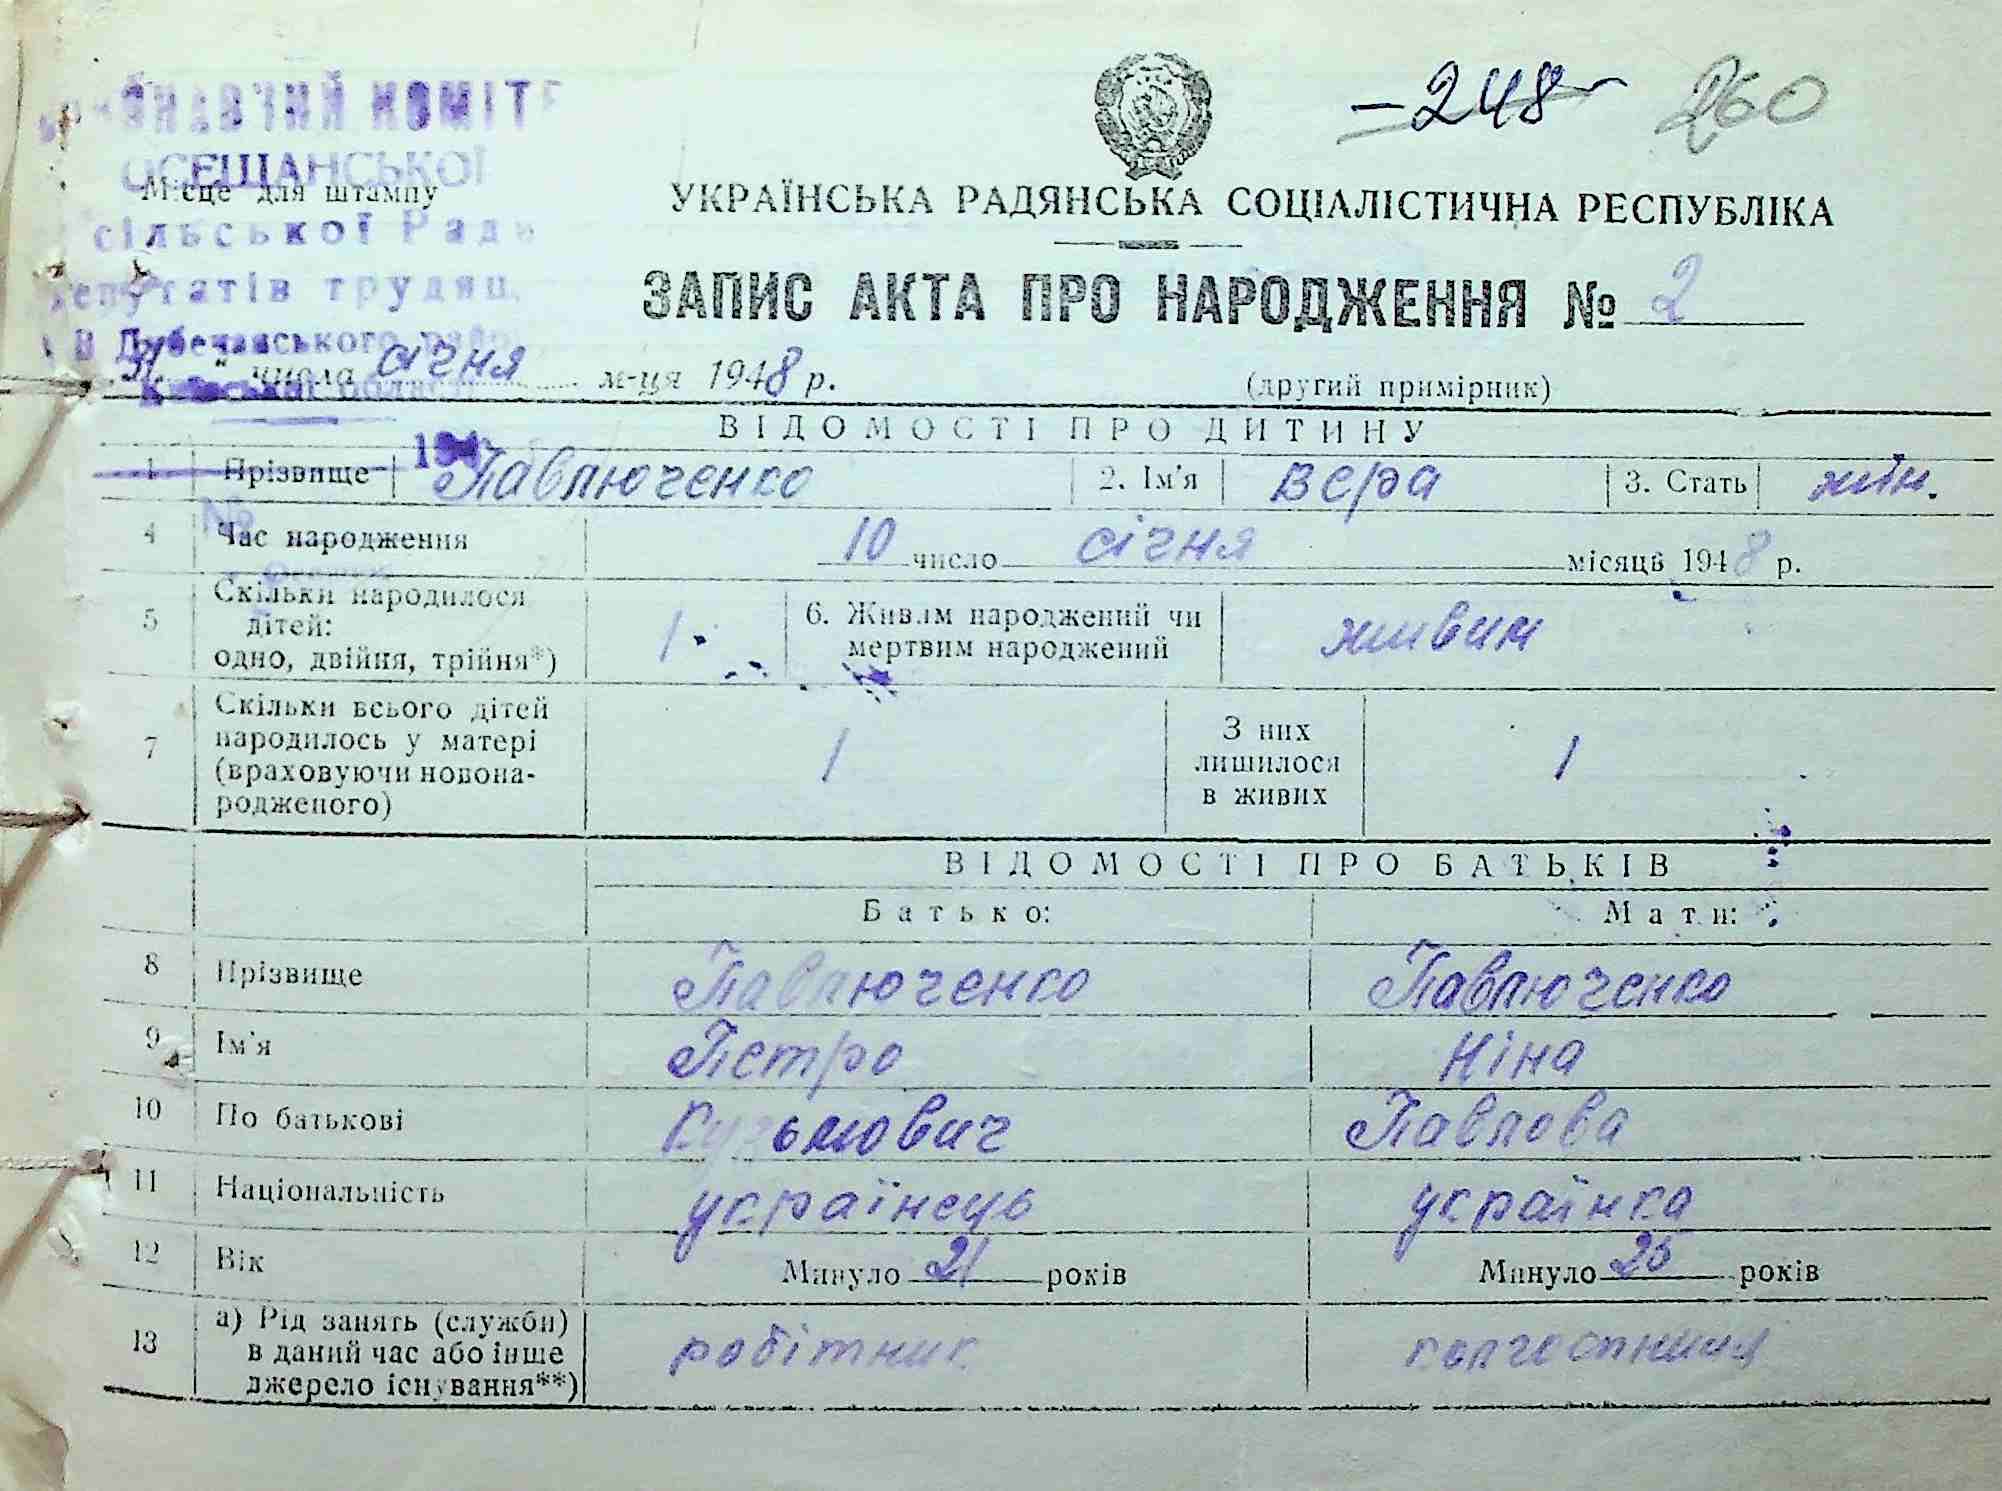 -248- 260
КОМІТЕ
ОСЕЩАНСЬКОЇ
Місце для штампу
УКРАЇНСЬКА РАДЯНСЬКА СОЦІАЛІСТИЧНА РЕСПУБЛІКА
сільської Ради
депутатів трудящ.
ЗАПИС АКТА ПРО НАРОДЖЕННЯ № 2
Дубечанського
31 " числа січня м-ця 1948 р.
(другий примірник)
ВІДОМОСТІ ПРО ДИТИНУ
1 Прізвище Павлюченко 2. Ім'я Вера 3. Стать жін.
№
4 Час народження 10 число січня місяця 1948 р.
5 Скільки народилося дітей: одно, двійня, трійня*) 1. 6. Живим народжений чи мертвим народжений живим
7 Скільки всього дітей народилось у матері (враховуючи новонародженого) 1 З них лишилося в живих 1
ВІДОМОСТІ ПРО БАТЬКІВ
Батько: Мати:
8 Прізвище Павлюченко Павлюченко
9 Ім'я Петро Ніна
10 По батькові Кузьмович Павлова
11 Національність українець українка
12 Вік Минуло 21 років Минуло 25 років
13 а) Рід занять (служби) в даний час або інше джерело існування**) робітник колгоспниця